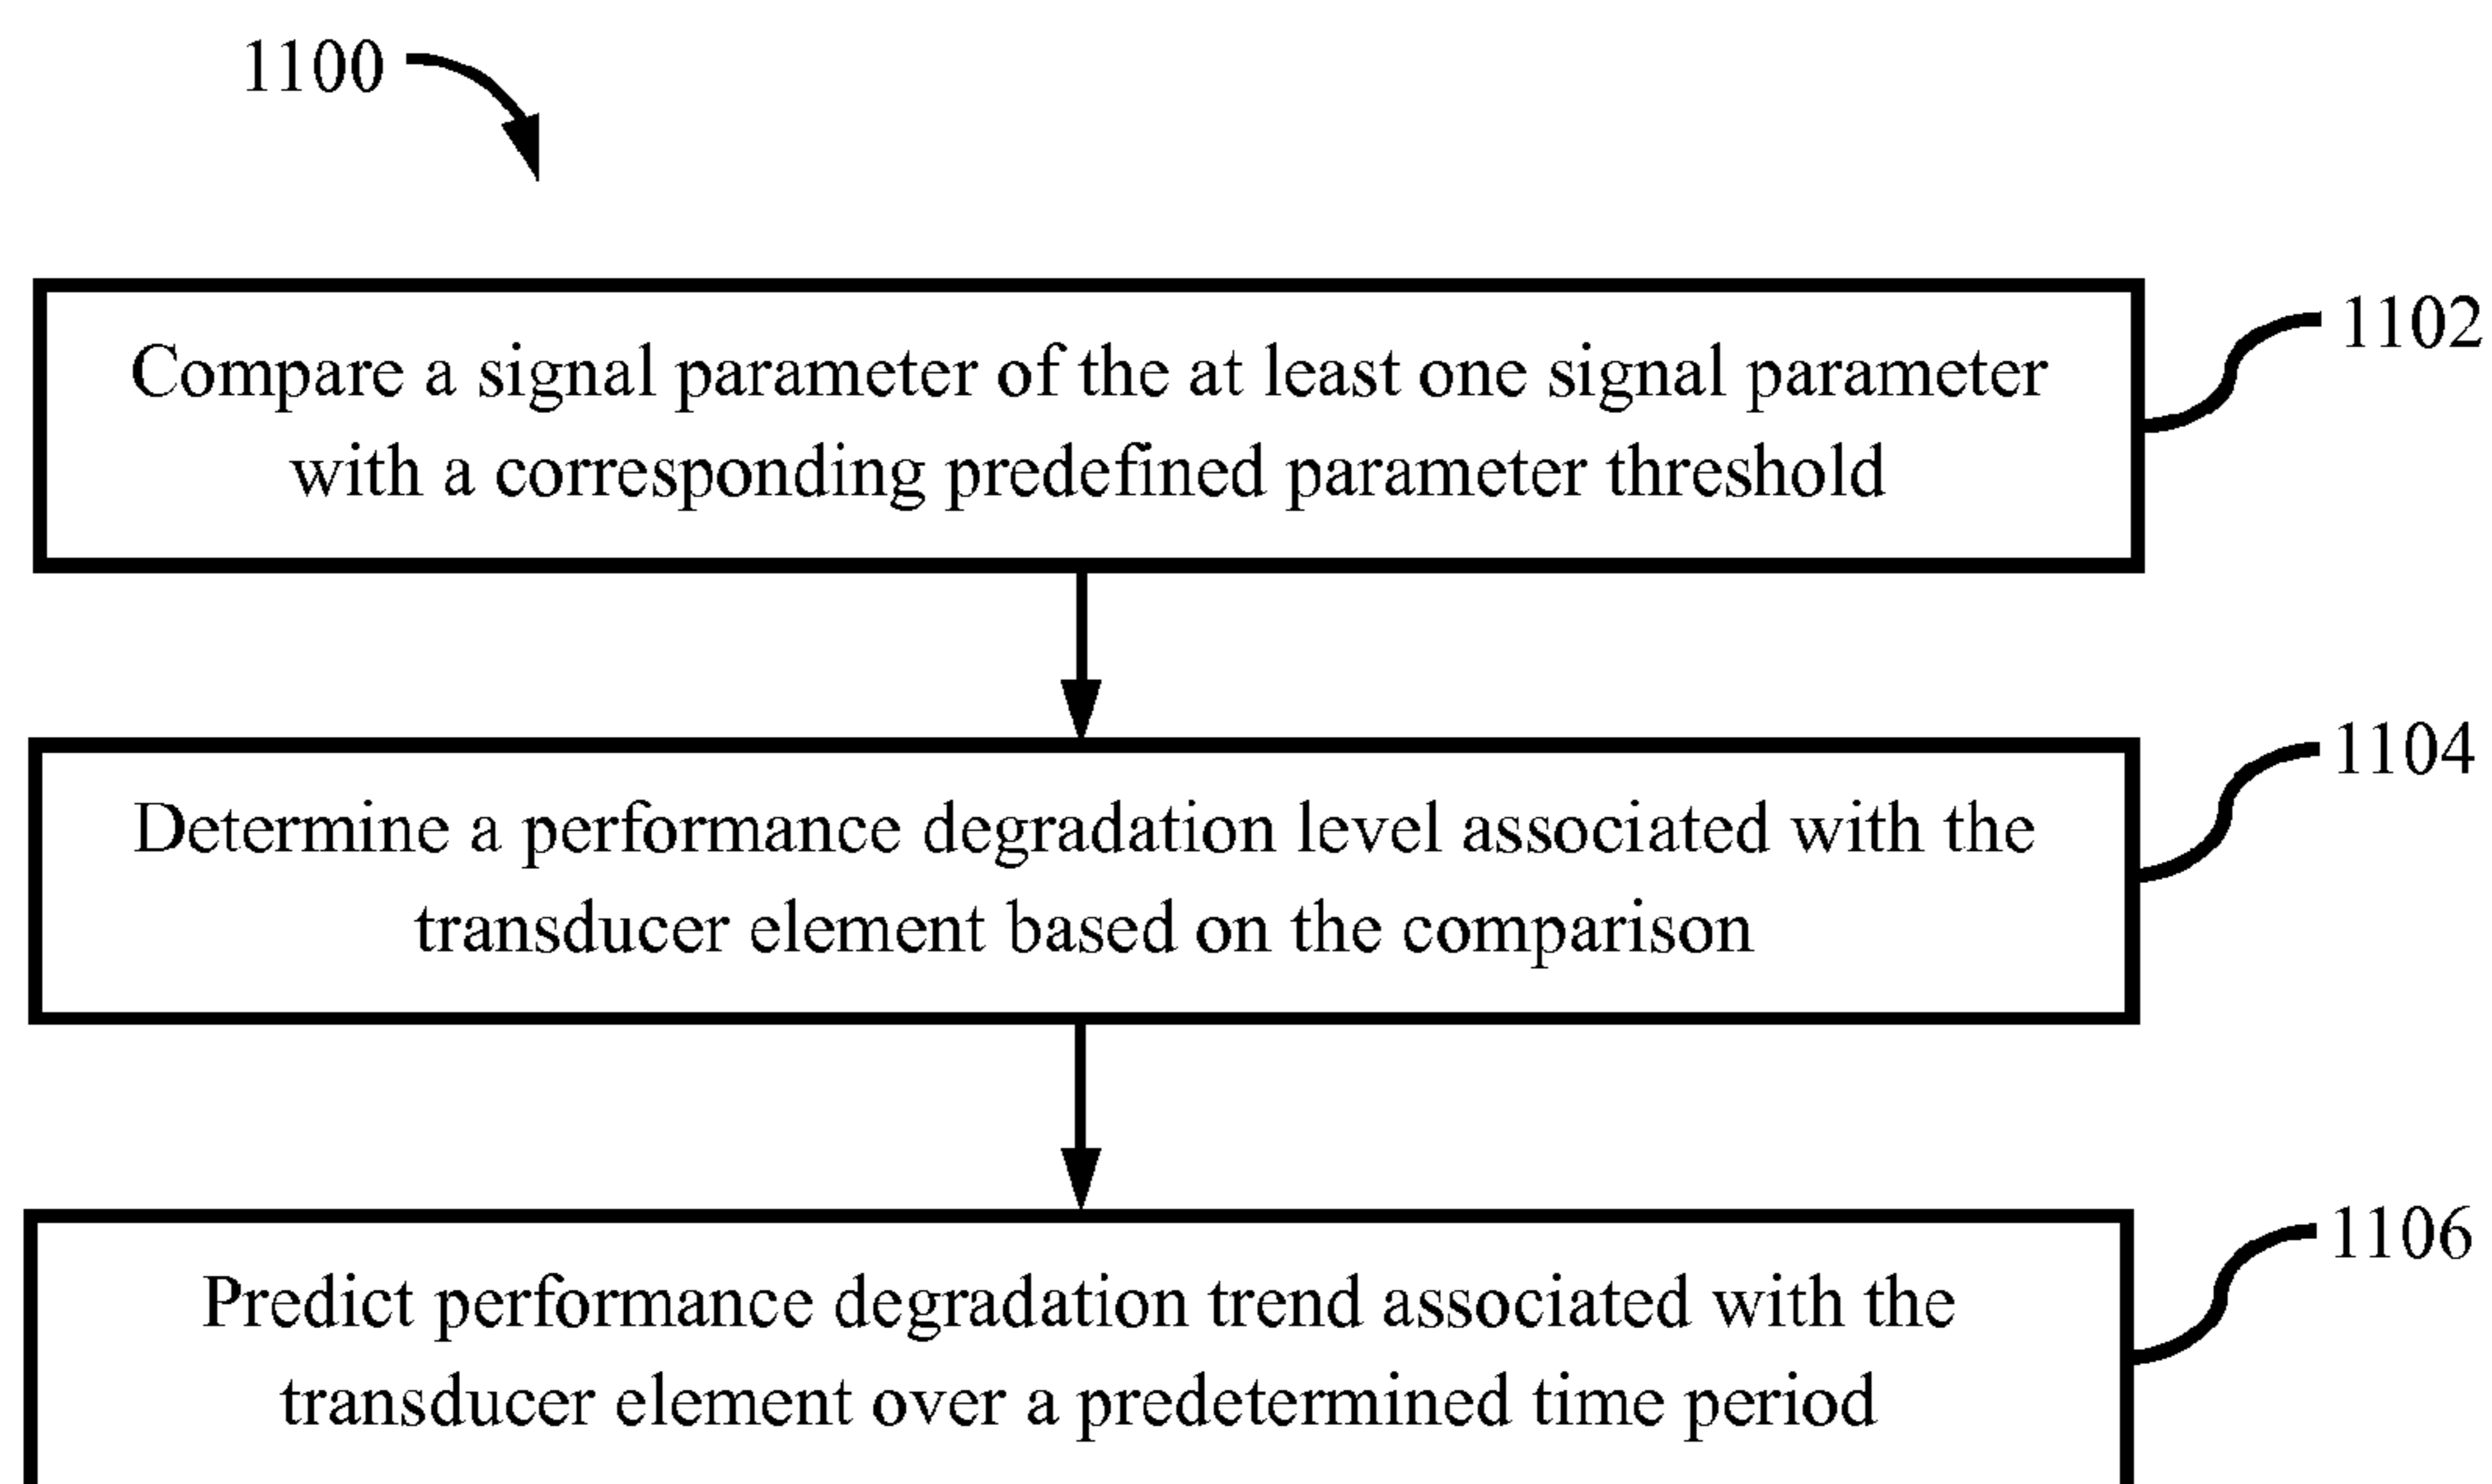 1100
1102
Compare a signal parameter of the at least one signal parameter
with a corresponding predefined parameter threshold
1104
Determine a performance degradation level associated with the
transducer element based on the comparison
1106
Predict performance degradation trend associated with the
transducer element over a predetermined time period